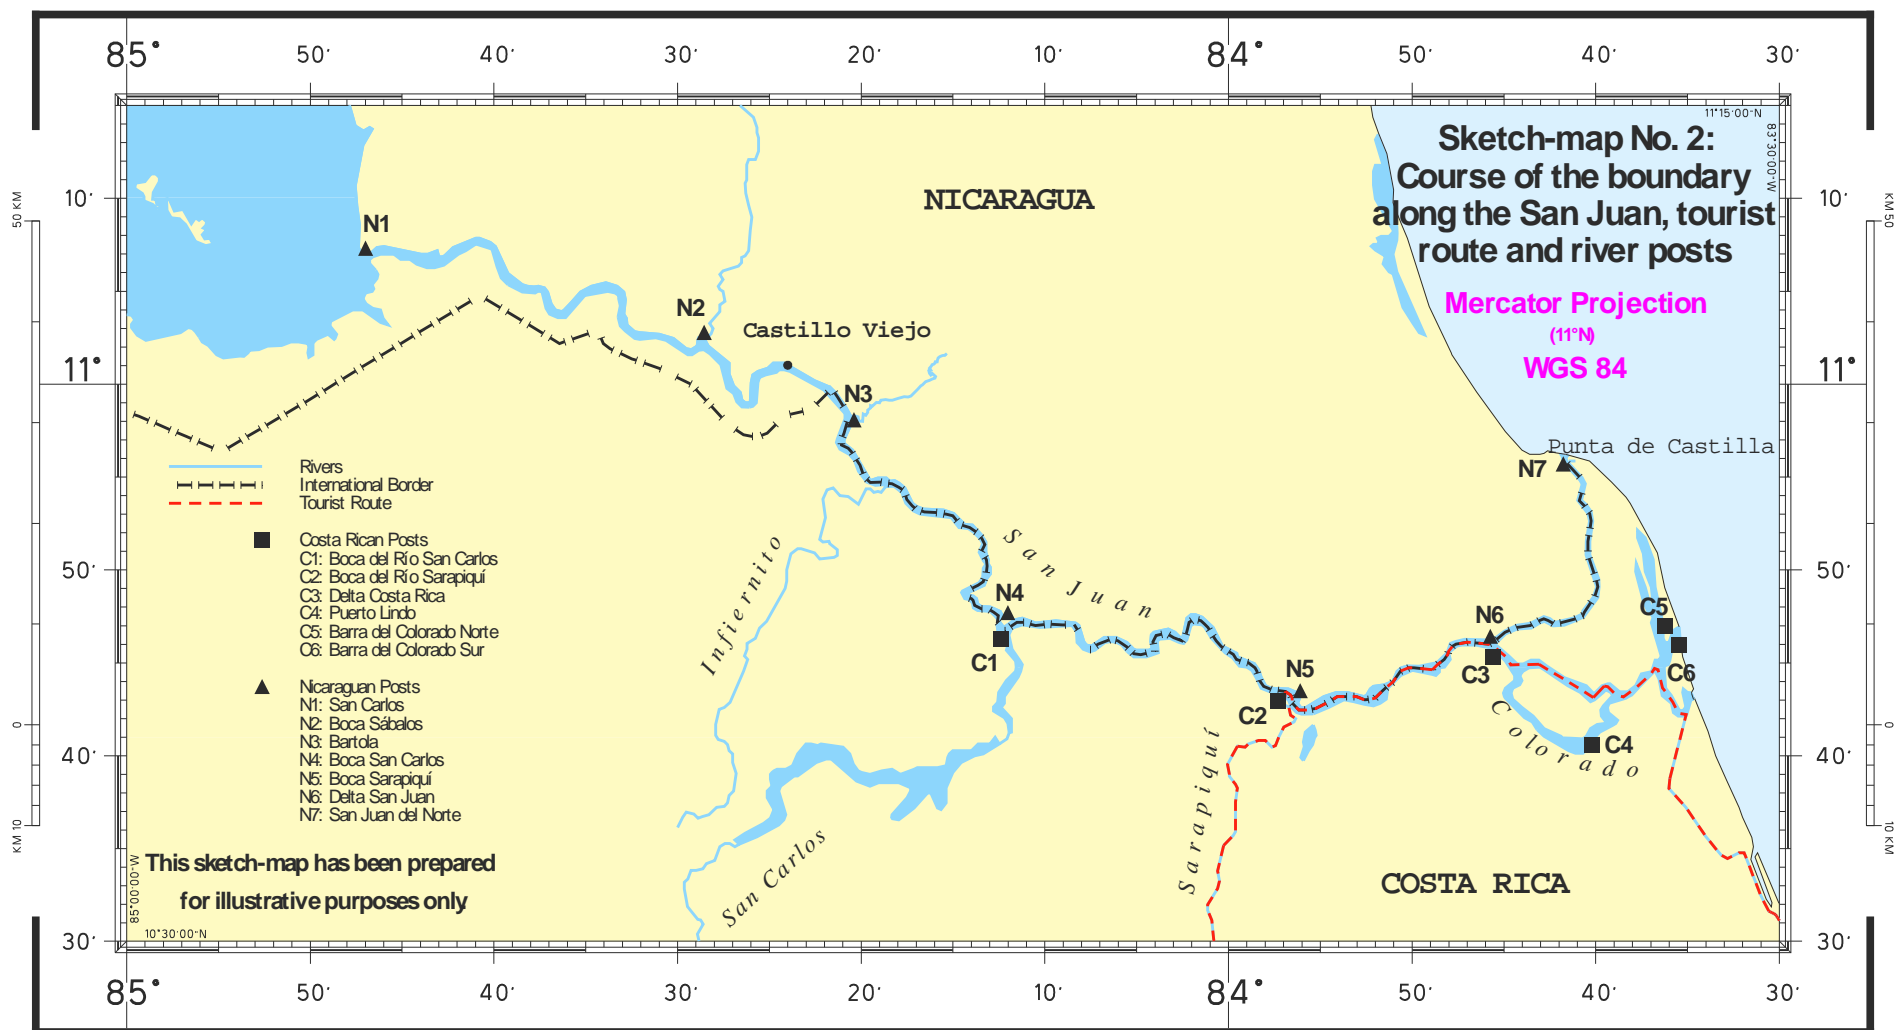 85° 50′ 40′ 30′ 20′ 10′ 84° 50′ 40′ 30′
11°15′00″N
83°30′00″W
Sketch-map No. 2:
Course of the boundary
along the San Juan, tourist
route and river posts
Mercator Projection
(11°N)
WGS 84
NICARAGUA
10′
10′
50 KM
KM 50
N1
N2
Castillo Viejo
11°
11°
N3
Punta de Castilla
N7
Rivers
International Border
Tourist Route
Costa Rican Posts
C1: Boca del Río San Carlos
C2: Boca del Río Sarapiquí
C3: Delta Costa Rica
C4: Puerto Lindo
C5: Barra del Colorado Norte
C6: Barra del Colorado Sur
Nicaraguan Posts
N1: San Carlos
N2: Boca Sábalos
N3: Bartola
N4: Boca San Carlos
N5: Boca Sarapiquí
N6: Delta San Juan
N7: San Juan del Norte
San Juan
Infiernito
50′
50′
N4
C1
N5
C2
N6
C3
C5
C6
C4
Colorado
Sarapiquí
San Carlos
0
0
40′
40′
KM 10
10 KM
COSTA RICA
This sketch-map has been prepared
for illustrative purposes only
85°00′00″W
10°30′00″N
30′
30′
85° 50′ 40′ 30′ 20′ 10′ 84° 50′ 40′ 30′